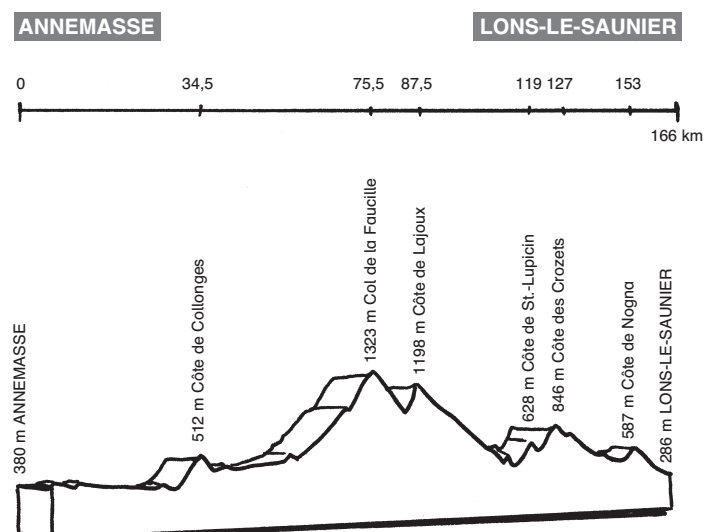 ANNEMASSE
LONS-LE-SAUNIER
0 34,5 75,5 87,5 119 127 153
166 km
380 m ANNEMASSE
512 m Côte de Collonges
1323 m Col de la Faucille
1198 m Côte de Lajoux
628 m Côte de St.-Lupicin
846 m Côte des Crozets
587 m Côte de Nogna
286 m LONS-LE-SAUNIER